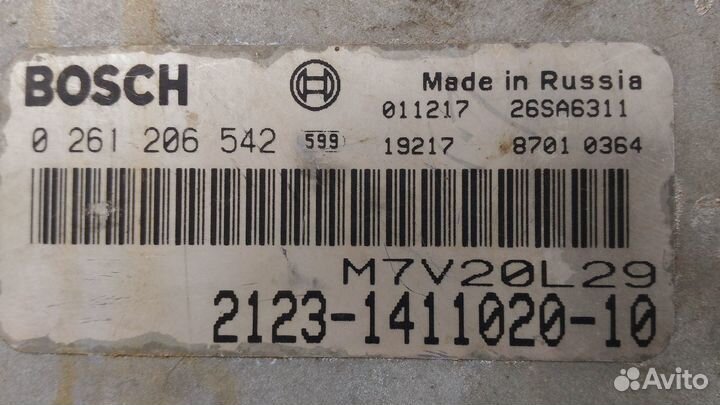 BOSCH
Made in Russia
011217 26SA6311
0 261 206 542 599 19217 8701 0364
M7V20L29
2123-1411020-10
Avito